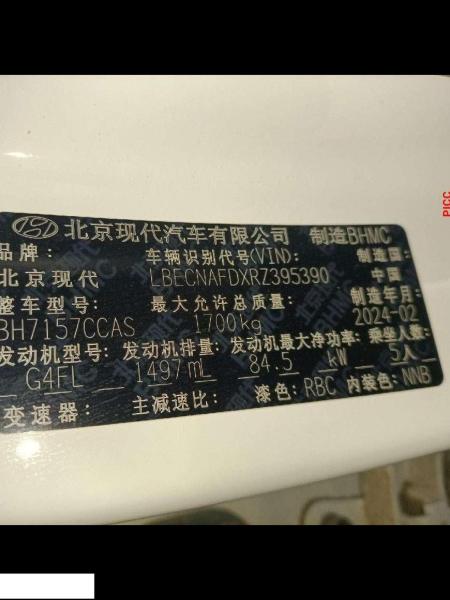 北京现代汽车有限公司 制造BHMC
品牌: 车辆识别代号(VIN): 制造国:
北京现代 LBECNAFDXRZ395390 中国
整车型号: 最大允许总质量: 制造年月:
BH7157CCAS 1700kg 2024-02
发动机型号: 发动机排量: 发动机最大净功率: 乘坐人数:
G4FL 1497mL 84.5 kW 5人
变速器: 主减速比: 漆色: RBC 内装色: NNB
PICC